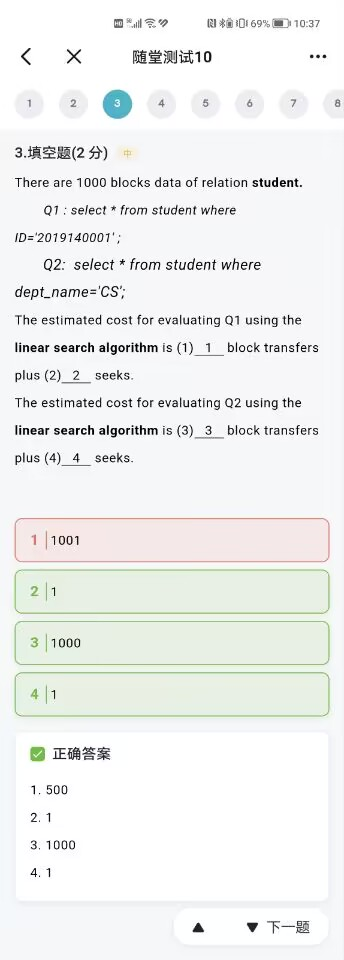 HD 5G 69% 10:37
随堂测试10
1 2 3 4 5 6 7 8
3.填空题(2 分) 中
There are 1000 blocks data of relation student.
Q1 : select * from student where
ID='2019140001' ;
Q2: select * from student where
dept_name='CS';
The estimated cost for evaluating Q1 using the
linear search algorithm is (1)__1__ block transfers
plus (2)__2__ seeks.
The estimated cost for evaluating Q2 using the
linear search algorithm is (3)__3__ block transfers
plus (4)__4__ seeks.
1 1001
2 1
3 1000
4 1
正确答案
1. 500
2. 1
3. 1000
4. 1
下一题